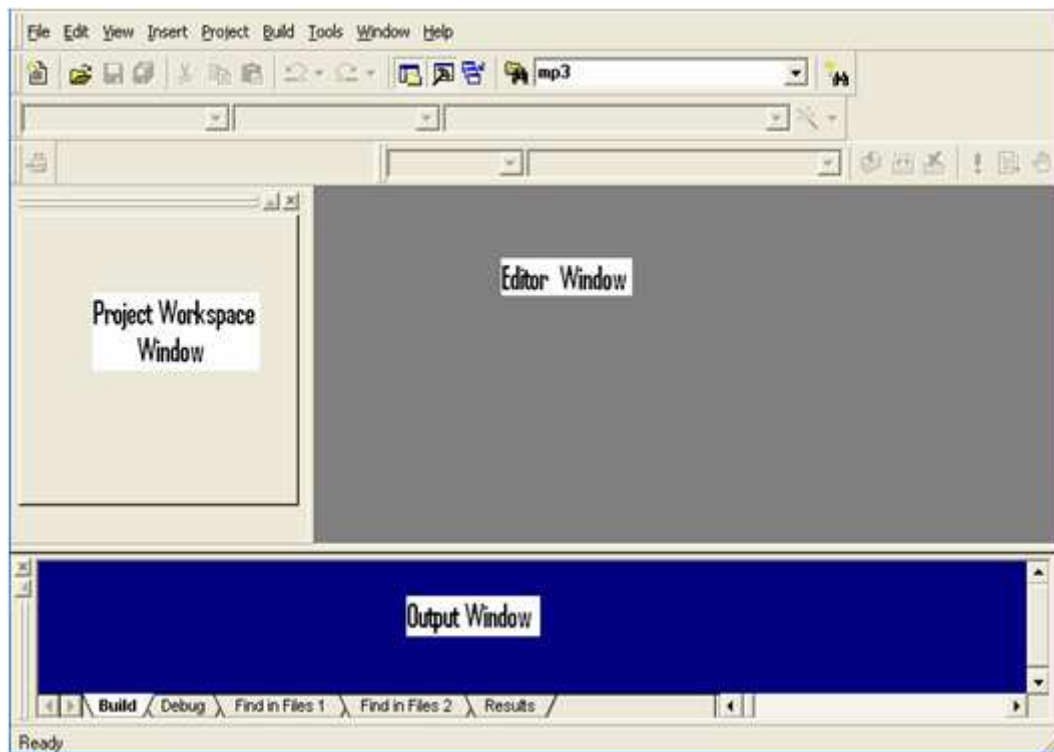 File Edit View Insert Project Build Tools Window Help
mp3
Editor Window
Project Workspace
Window
Output Window
Build Debug Find in Files 1 Find in Files 2 Results
Ready